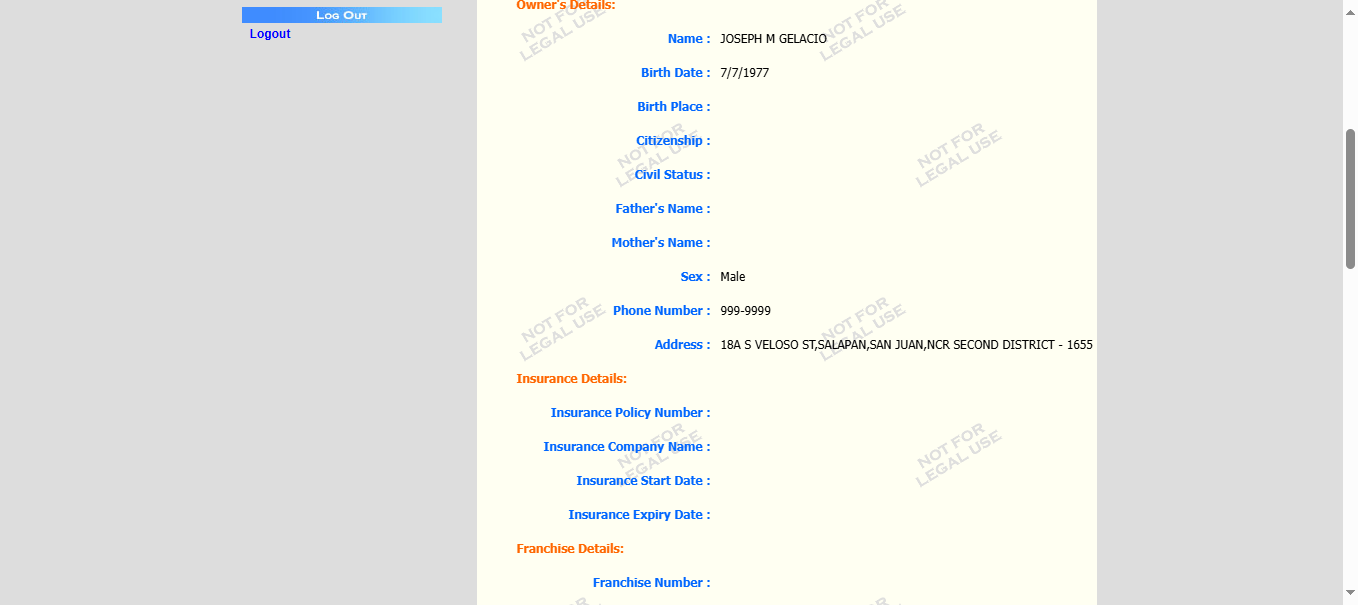 LOG OUT
Logout
Owner's Details:
Name : JOSEPH M GELACIO
Birth Date : 7/7/1977
Birth Place :
Citizenship :
Civil Status :
Father's Name :
Mother's Name :
Sex : Male
Phone Number : 999-9999
Address : 18A S VELOSO ST,SALAPAN,SAN JUAN,NCR SECOND DISTRICT - 1655
Insurance Details:
Insurance Policy Number :
Insurance Company Name :
Insurance Start Date :
Insurance Expiry Date :
Franchise Details:
Franchise Number :
NOT FOR
LEGAL USE
NOT FOR
LEGAL USE
NOT FOR
LEGAL USE
NOT FOR
LEGAL USE
NOT FOR
LEGAL USE
NOT FOR
LEGAL USE
NOT FOR
LEGAL USE
NOT FOR
LEGAL USE